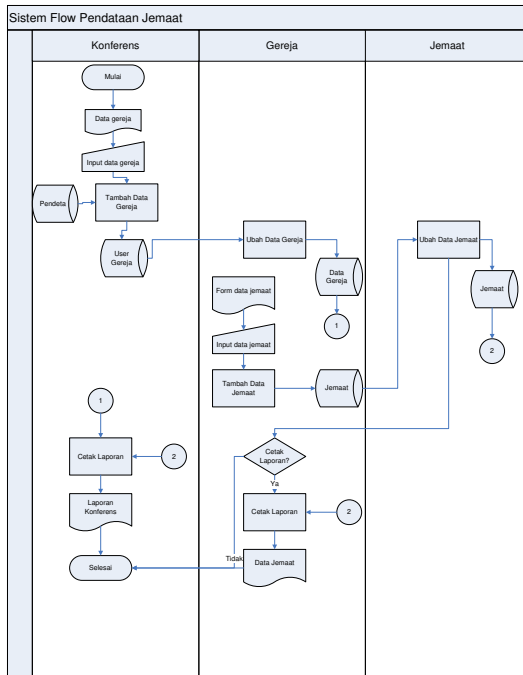 Sistem Flow Pendataan Jemaat
Konferens
Gereja
Jemaat
Mulai
Data gereja
Input data gereja
Pendeta
Tambah Data
Gereja
User
Gereja
Ubah Data Gereja
Data
Gereja
1
Form data jemaat
Input data jemaat
Tambah Data
Jemaat
Jemaat
Ubah Data Jemaat
Jemaat
2
1
Cetak Laporan
2
Laporan
Konferens
Selesai
Cetak
Laporan?
Ya
Cetak Laporan
2
Tidak
Data Jemaat